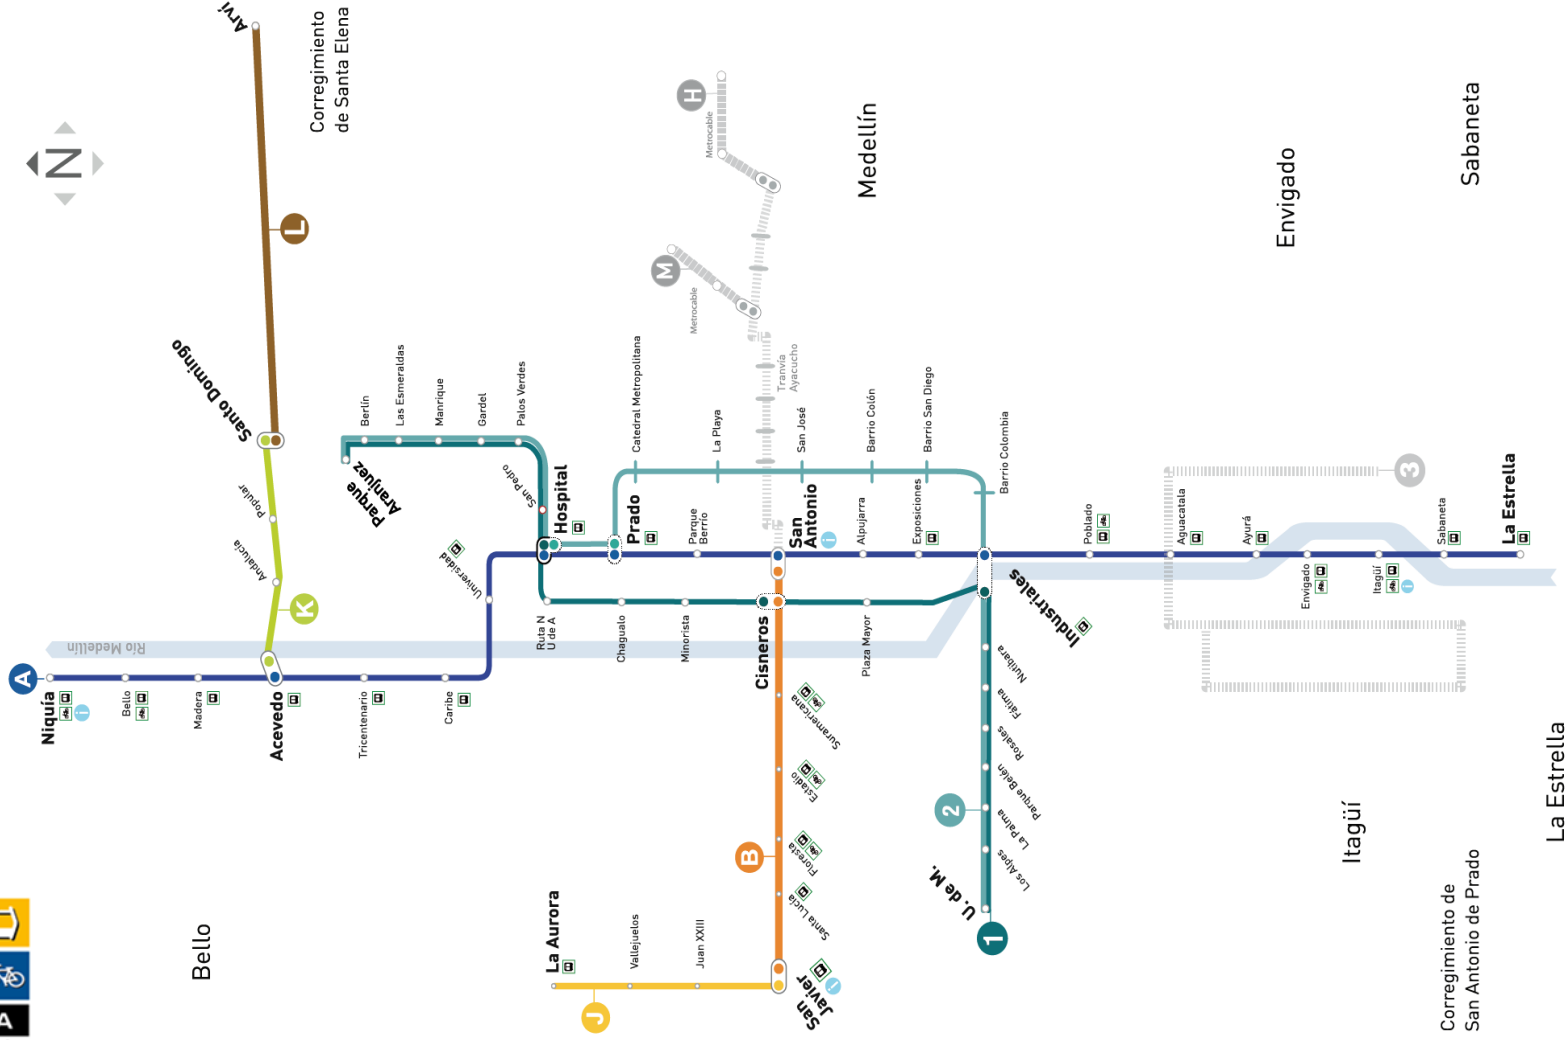 Arví
Corregimiento
de Santa Elena
N
L
Santo Domingo
Popular
Andalucía
K
Río Medellín
A
Niquía
Bello
Madera
Acevedo
Tricentenario
Caribe
Universidad
Parque
Aranjuez
Berlín
Las Esmeraldas
Manrique
Gardel
Palos Verdes
San Pedro
Hospital
Prado
Parque
Berrio
San
Antonio
Alpujarra
Exposiciones
Industriales
Poblado
Aguacatala
Ayurá
Envigado
Itagüí
Sabaneta
La Estrella
Catedral Metropolitana
La Playa
San José
Barrio Colón
Barrio San Diego
Barrio Colombia
Metrocable
M
Metrocable
H
Tranvía
Ayacucho
3
Ruta N
U de A
Chagualo
Minorista
Cisneros
Plaza Mayor
Suramericana
Estadio
Floresta
Santa Lucía
San
Javier
B
J
La Aurora
Vallejuelos
Juan XXIII
Nutibara
Fátima
Rosales
Parque Belén
La Palma
Los Alpes
U. de M.
2
1
Medellín
Envigado
Sabaneta
Bello
Itagüí
La Estrella
Corregimiento de
San Antonio de Prado
A